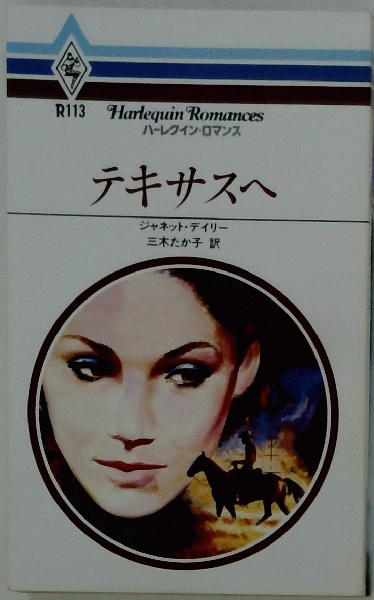 R113
Harlequin Romances
ハーレクイン・ロマンス
テキサスへ
ジャネット・デイリー
三木たか子 訳